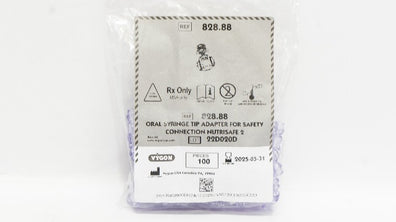 REF 828.88
Rx Only
REF 828.88
ORAL SYRINGE TIP ADAPTER FOR SAFETY
CONNECTION NUTRISAFE 2
LOT 22D020D
VYGON
PIECES
100
2025-03-31